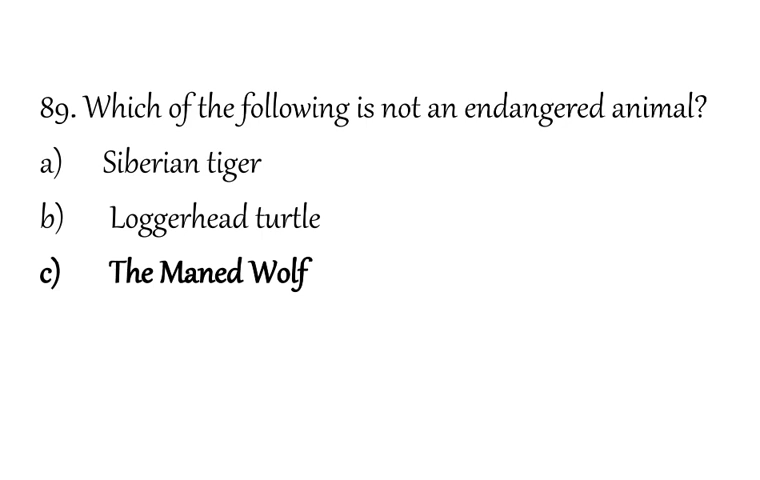 89. Which of the following is not an endangered animal?
a) Siberian tiger
b) Loggerhead turtle
c) The Maned Wolf